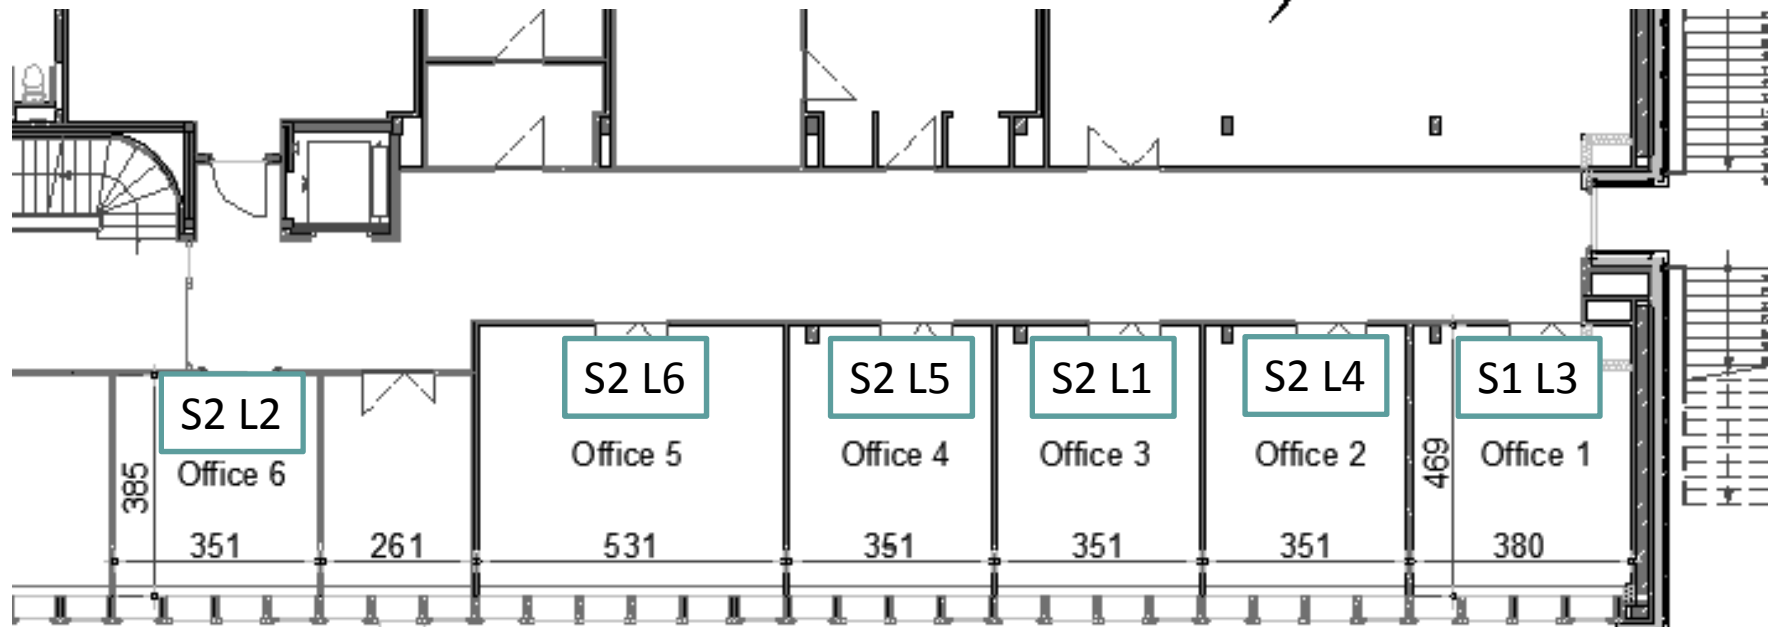 S2 L2
S2 L6
S2 L5
S2 L1
S2 L4
S1 L3
Office 6
Office 5
Office 4
Office 3
Office 2
Office 1
385
469
351
261
531
351
351
351
380